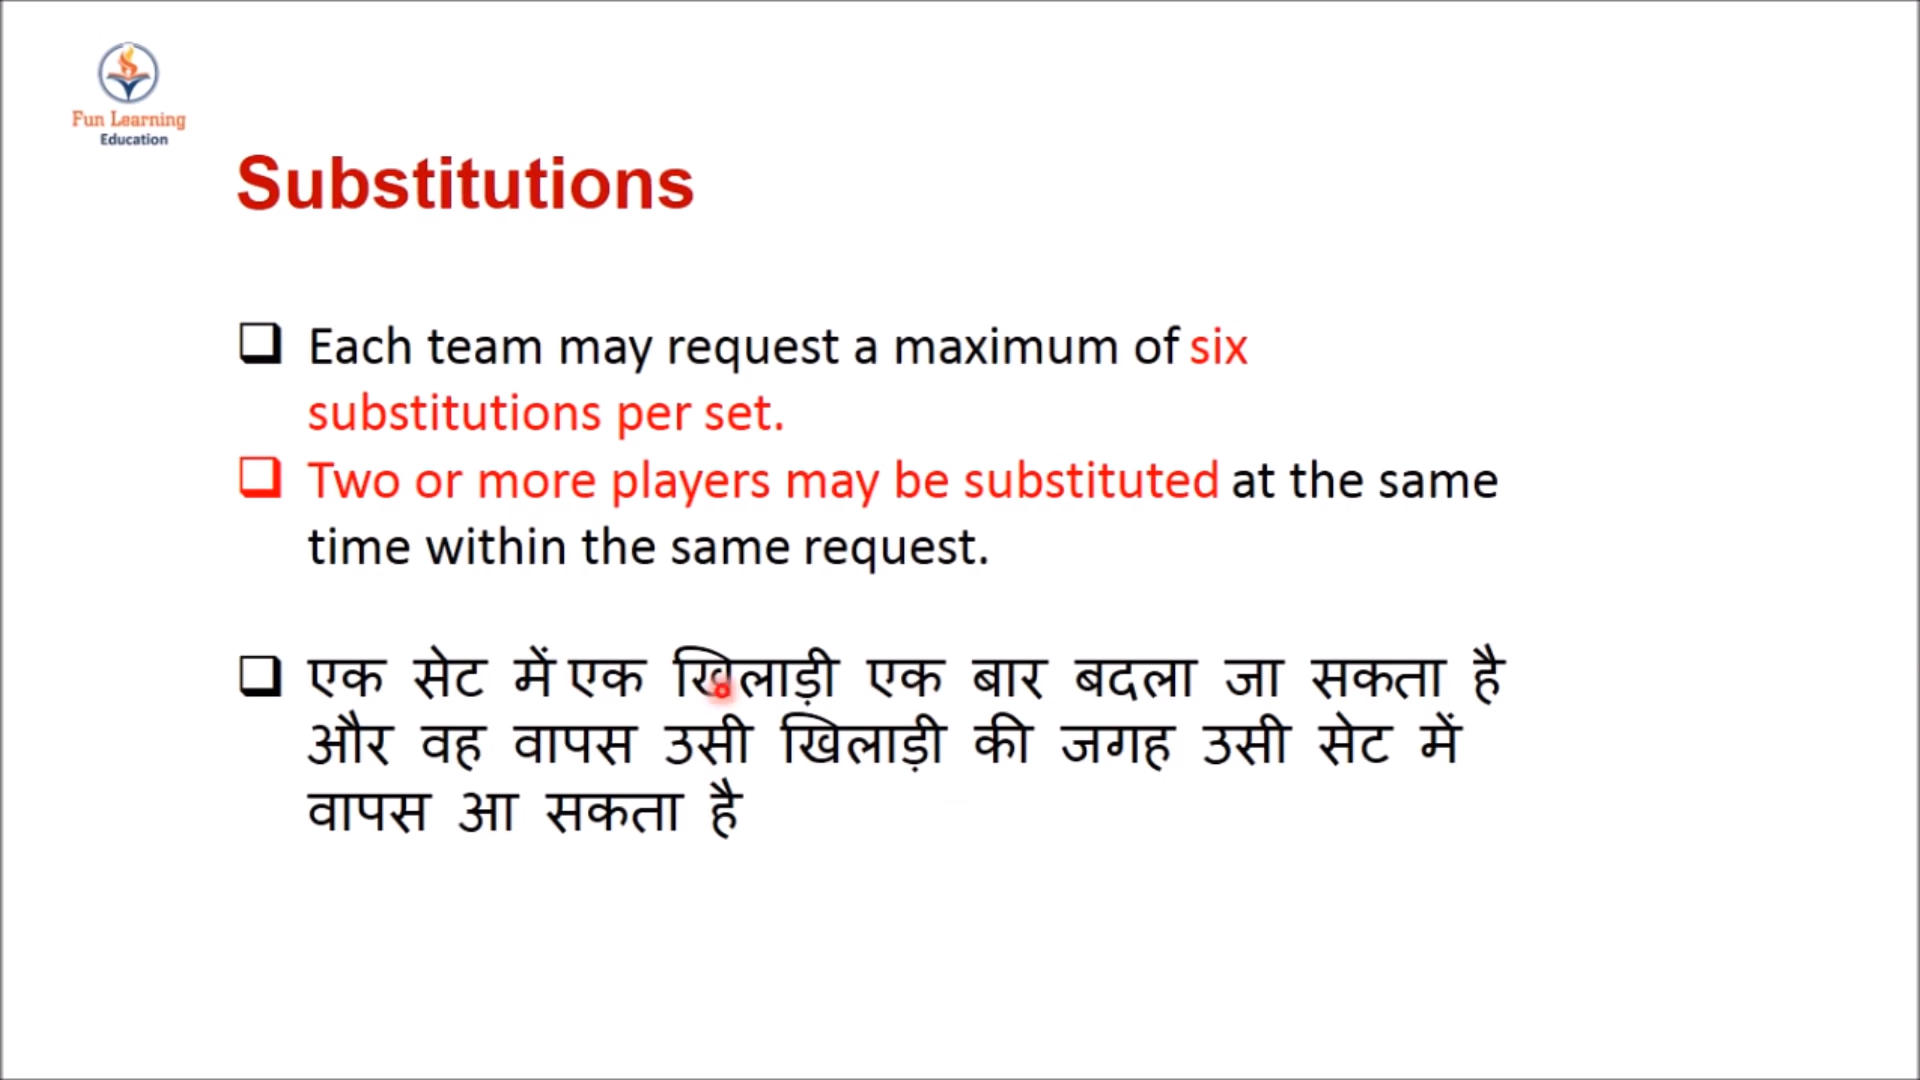 Fun Learning
Education
Substitutions
Each team may request a maximum of six
substitutions per set.
Two or more players may be substituted at the same
time within the same request.
एक सेट में एक खिलाड़ी एक बार बदला जा सकता है
और वह वापस उसी खिलाड़ी की जगह उसी सेट में
वापस आ सकता है